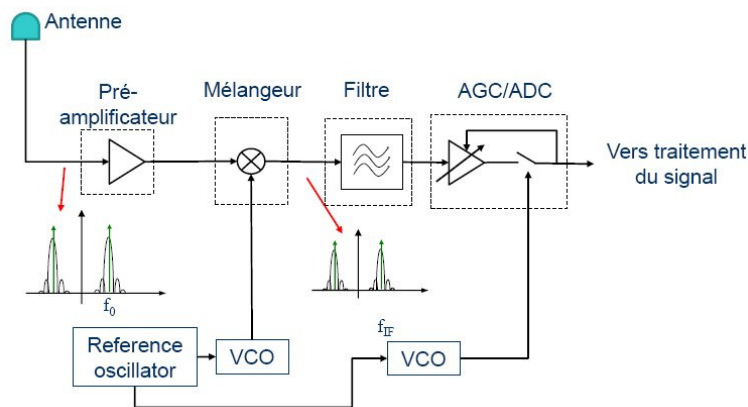 Antenne
Pré-
amplificateur
Mélangeur
Filtre
AGC/ADC
Vers traitement
du signal
f0
fIF
Reference
oscillator
VCO
VCO